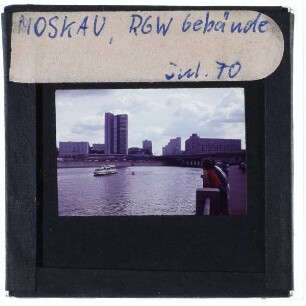 MOSKAU, RGW Gebäude
Jul. 70